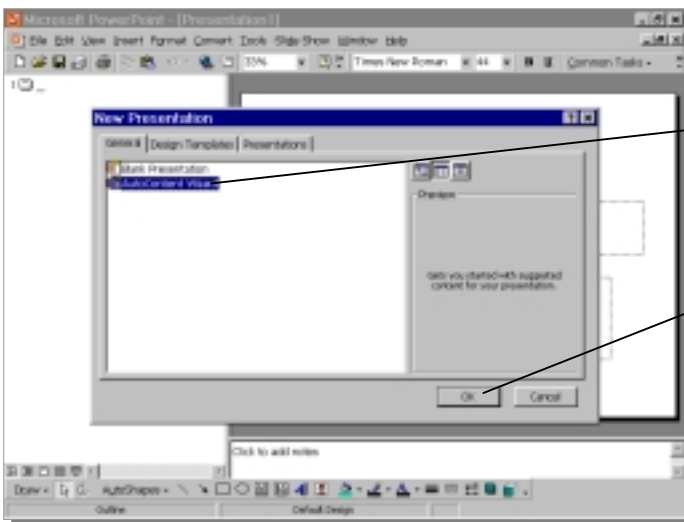 Microsoft PowerPoint - [Presentation1]
File Edit View Insert Format Convert Tools Slide Show Window Help
33% Times New Roman 44 B Common Tasks
1
New Presentation
General Design Templates Presentations
Blank Presentation
AutoContent Wizard
Preview
Gets you started with suggested
content for your presentation.
OK Cancel
Click to add notes
Draw AutoShapes
Outline Default Design